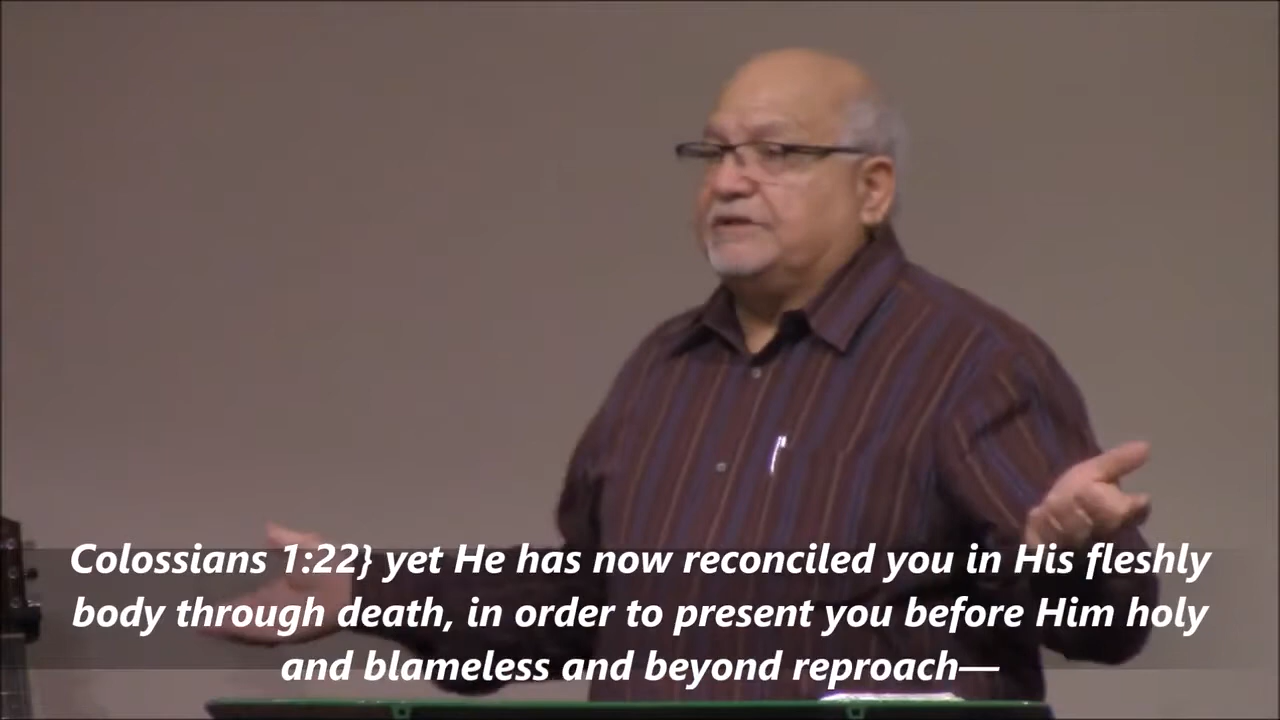 Colossians 1:22} yet He has now reconciled you in His fleshly
body through death, in order to present you before Him holy
and blameless and beyond reproach—